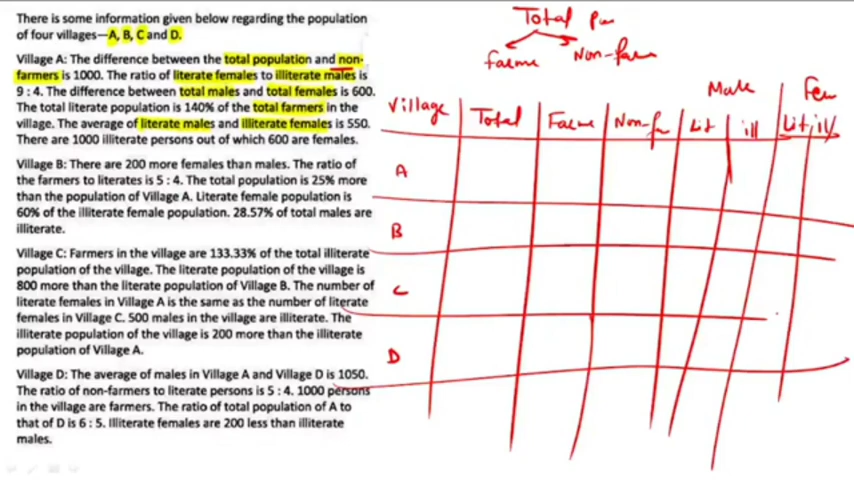 There is some information given below regarding the population
of four villages—A, B, C and D.
Village A: The difference between the total population and non-
farmers is 1000. The ratio of literate females to illiterate males is
9 : 4. The difference between total males and total females is 600.
The total literate population is 140% of the total farmers in the
village. The average of literate males and illiterate females is 550.
There are 1000 illiterate persons out of which 600 are females.
Village B: There are 200 more females than males. The ratio of
the farmers to literates is 5 : 4. The total population is 25% more
than the population of Village A. Literate female population is
60% of the illiterate female population. 28.57% of total males are
illiterate.
Village C: Farmers in the village are 133.33% of the total illiterate
population of the village. The literate population of the village is
800 more than the literate population of Village B. The number of
literate females in Village A is the same as the number of literate
females in Village C. 500 males in the village are illiterate. The
illiterate population of the village is 200 more than the illiterate
population of Village A.
Village D: The average of males in Village A and Village D is 1050.
The ratio of non-farmers to literate persons is 5 : 4. 1000 persons
in the village are farmers. The ratio of total population of A to
that of D is 6 : 5. Illiterate females are 200 less than illiterate
males.
Total
Farme Non-farm
Male Fem
Village Total Farme Non-fa Lit ill Lit ill
A
B
C
D